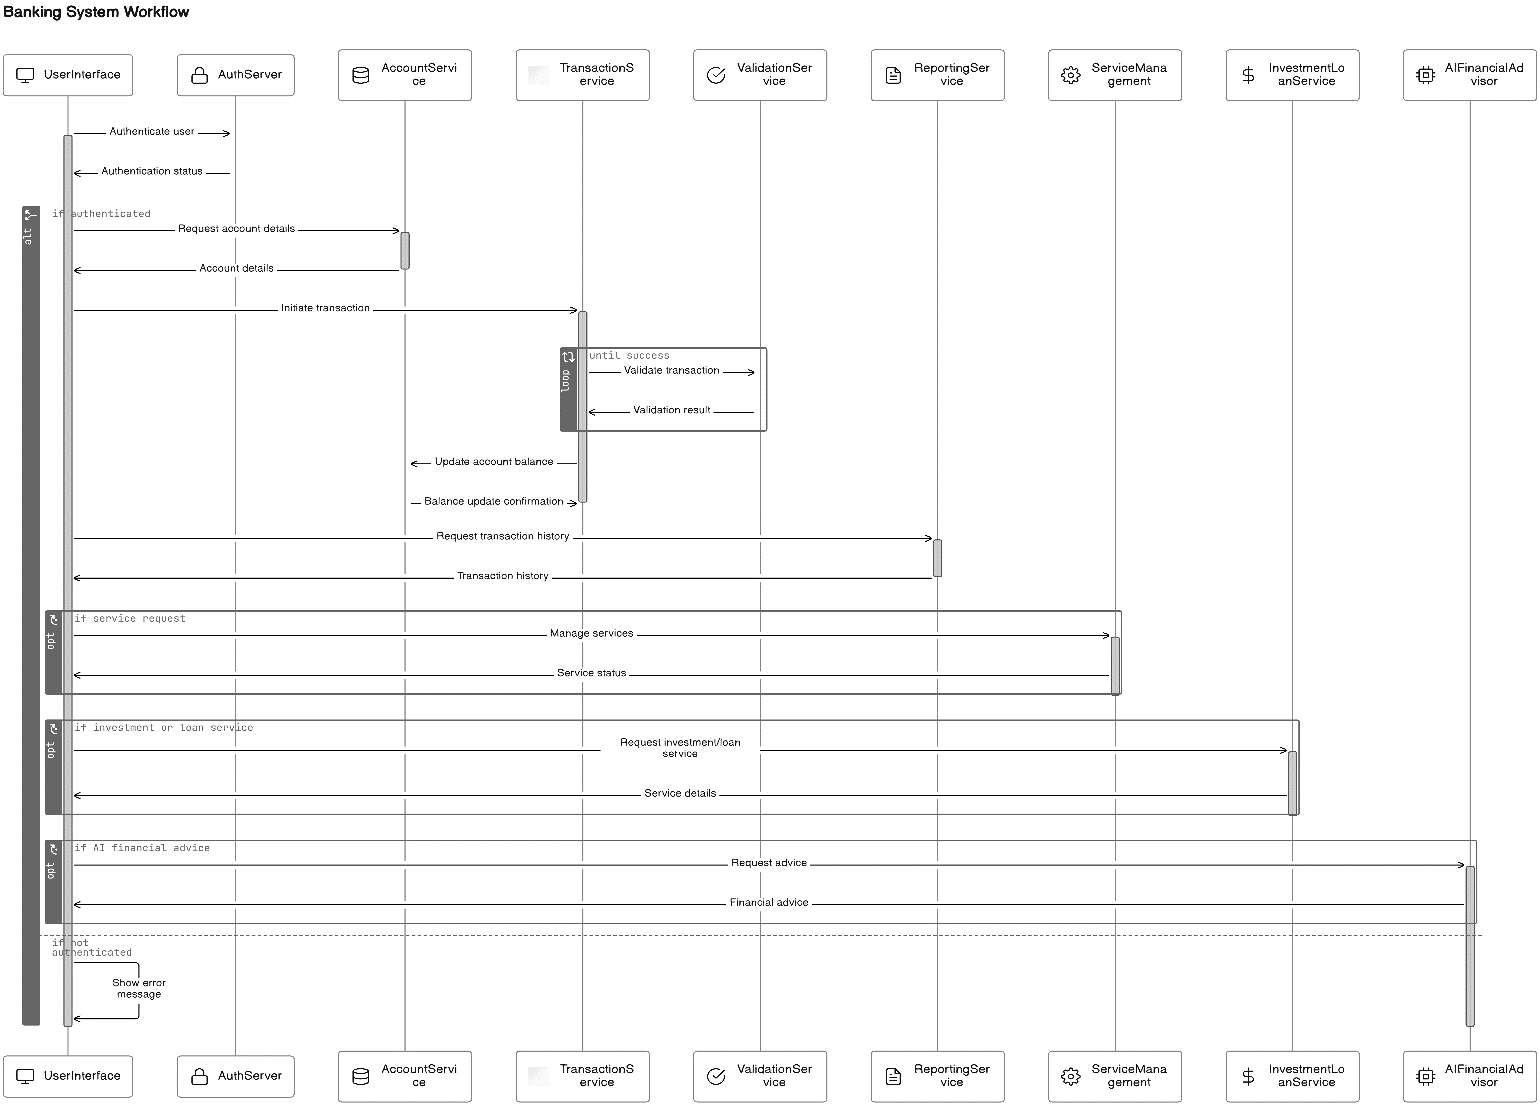 Banking System Workflow
UserInterface
AuthServer
AccountServi
ce
TransactionS
ervice
ValidationSer
vice
ReportingSer
vice
ServiceMana
gement
InvestmentLo
anService
AIFinancialAd
visor
Authenticate user
Authentication status
alt
if authenticated
Request account details
Account details
Initiate transaction
loop
until success
Validate transaction
Validation result
Update account balance
Balance update confirmation
Request transaction history
Transaction history
opt
if service request
Manage services
Service status
opt
if investment or loan service
Request investment/loan
service
Service details
opt
if AI financial advice
Request advice
Financial advice
if not
authenticated
Show error
message
UserInterface
AuthServer
AccountServi
ce
TransactionS
ervice
ValidationSer
vice
ReportingSer
vice
ServiceMana
gement
InvestmentLo
anService
AIFinancialAd
visor